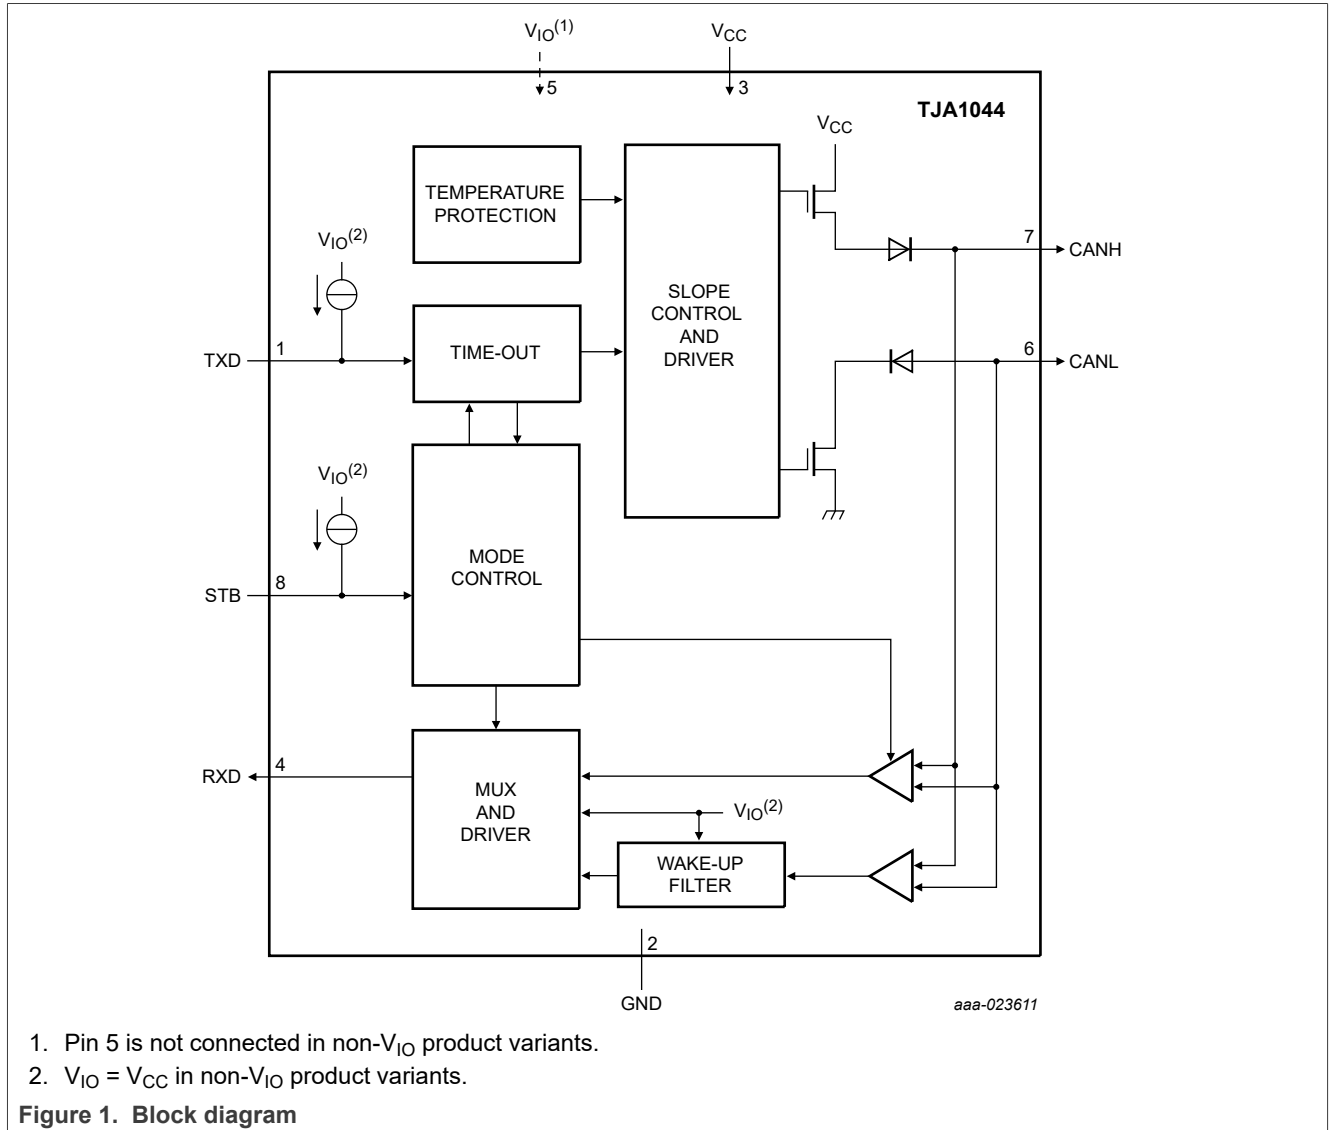 VIO(1)
VCC
5
3
TJA1044
VCC
TEMPERATURE
PROTECTION
VIO(2)
7
CANH
SLOPE
CONTROL
AND
DRIVER
TXD
1
TIME-OUT
6
CANL
VIO(2)
MODE
CONTROL
STB
8
RXD
4
MUX
AND
DRIVER
VIO(2)
WAKE-UP
FILTER
2
GND
aaa-023611
1. Pin 5 is not connected in non-VIO product variants.
2. VIO = VCC in non-VIO product variants.
Figure 1. Block diagram